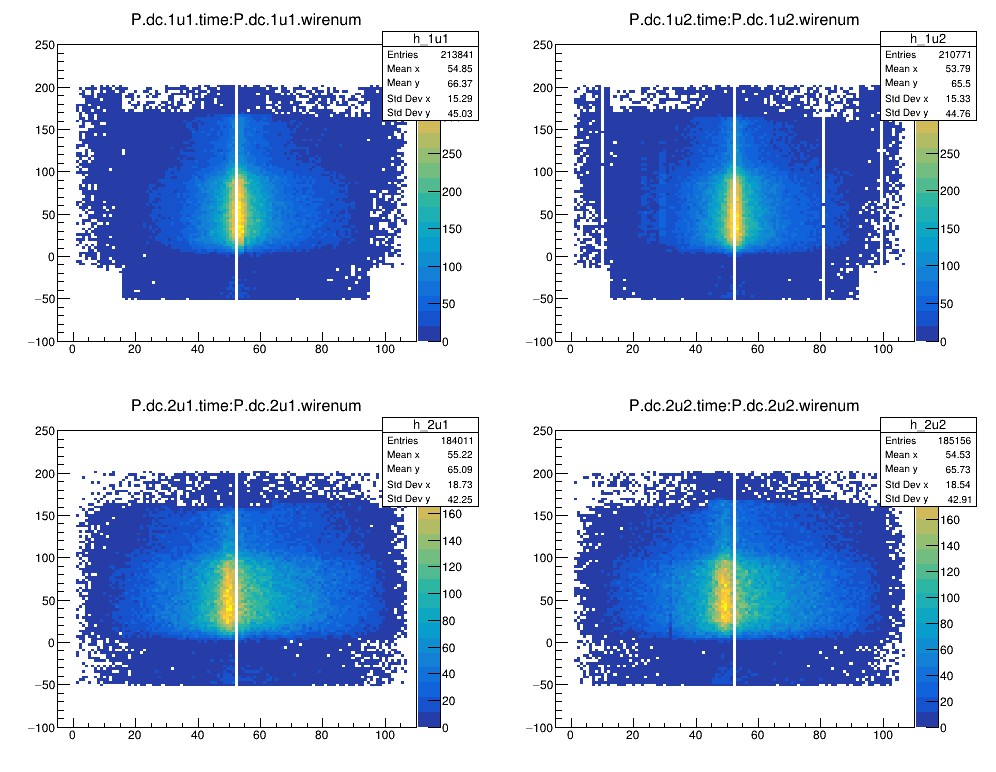 P.dc.1u1.time:P.dc.1u1.wirenum
h_1u1
Entries 213841
Mean x 54.85
Mean y 66.37
Std Dev x 15.29
Std Dev y 45.03
250
200
150
100
50
0
−50
−100
0 20 40 60 80 100
250
200
150
100
50
0
P.dc.1u2.time:P.dc.1u2.wirenum
h_1u2
Entries 210771
Mean x 53.79
Mean y 65.5
Std Dev x 15.33
Std Dev y 44.76
250
200
150
100
50
0
−50
−100
0 20 40 60 80 100
250
200
150
100
50
0
P.dc.2u1.time:P.dc.2u1.wirenum
h_2u1
Entries 184011
Mean x 55.22
Mean y 65.09
Std Dev x 18.73
Std Dev y 42.25
250
200
150
100
50
0
−50
−100
0 20 40 60 80 100
160
140
120
100
80
60
40
20
0
P.dc.2u2.time:P.dc.2u2.wirenum
h_2u2
Entries 185156
Mean x 54.53
Mean y 65.73
Std Dev x 18.54
Std Dev y 42.91
250
200
150
100
50
0
−50
−100
0 20 40 60 80 100
160
140
120
100
80
60
40
20
0